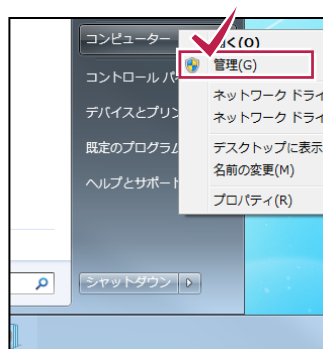 コンピューター
く(O)
管理(G)
コントロール パ
ネットワーク ドライ
デバイスとプリン
ネットワーク ドライ
既定のプログラム
デスクトップに表示
名前の変更(M)
ヘルプとサポート
プロパティ(R)
シャットダウン